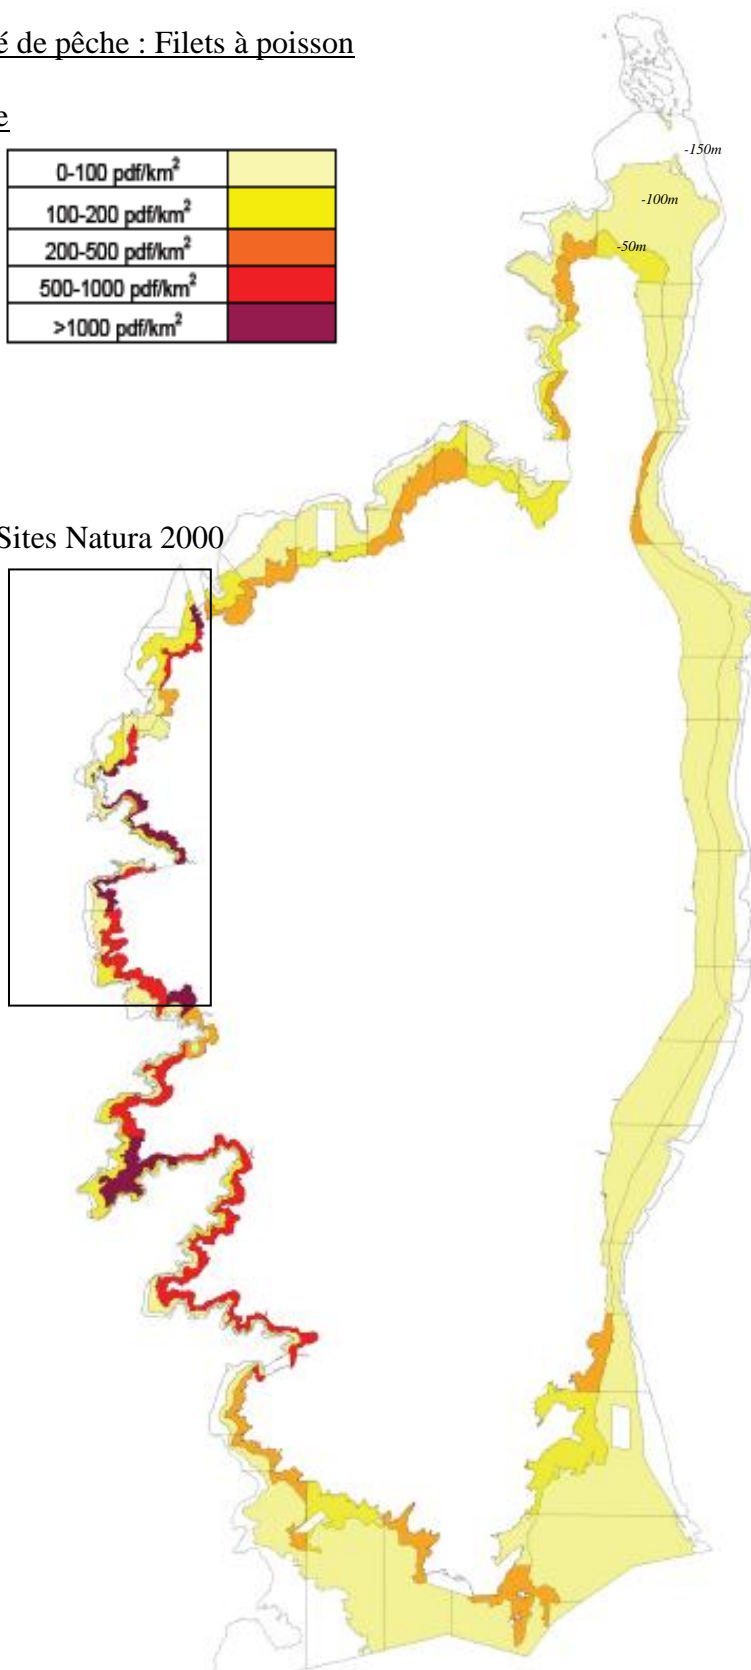 é de pêche : Filets à poisson
e
0-100 pdf/km²
100-200 pdf/km²
200-500 pdf/km²
500-1000 pdf/km²
>1000 pdf/km²
-150m
-100m
-50m
Sites Natura 2000